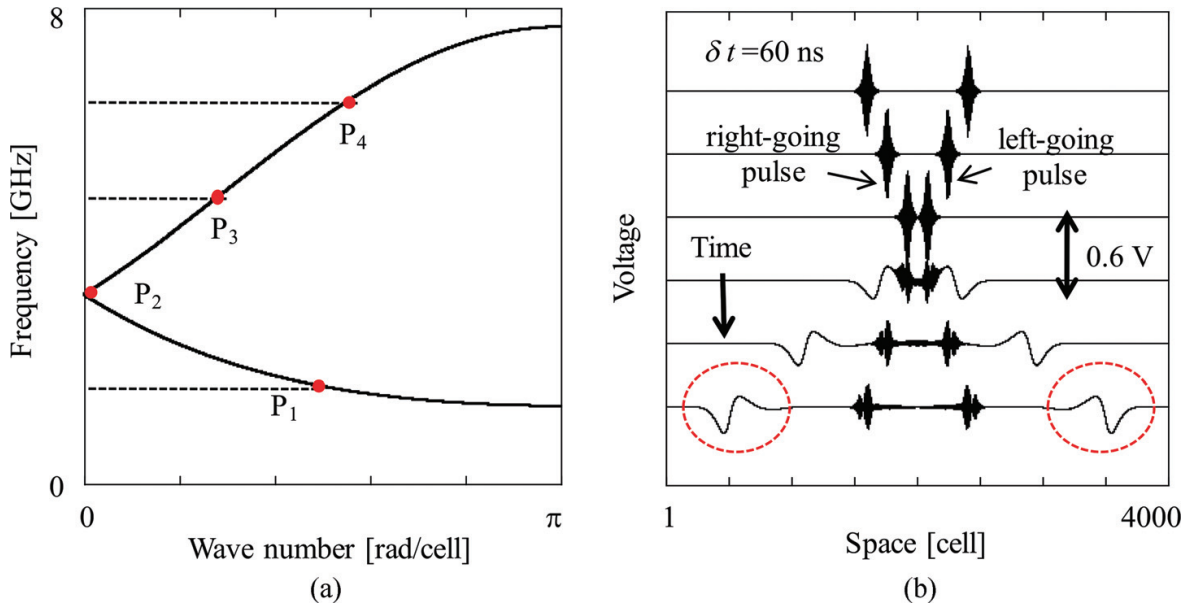 8
Frequency [GHz]
P4
P3
P2
P1
0
0
π
Wave number [rad/cell]
(a)
δ t =60 ns
right-going
pulse
left-going
pulse
Time
0.6 V
Voltage
1
4000
Space [cell]
(b)